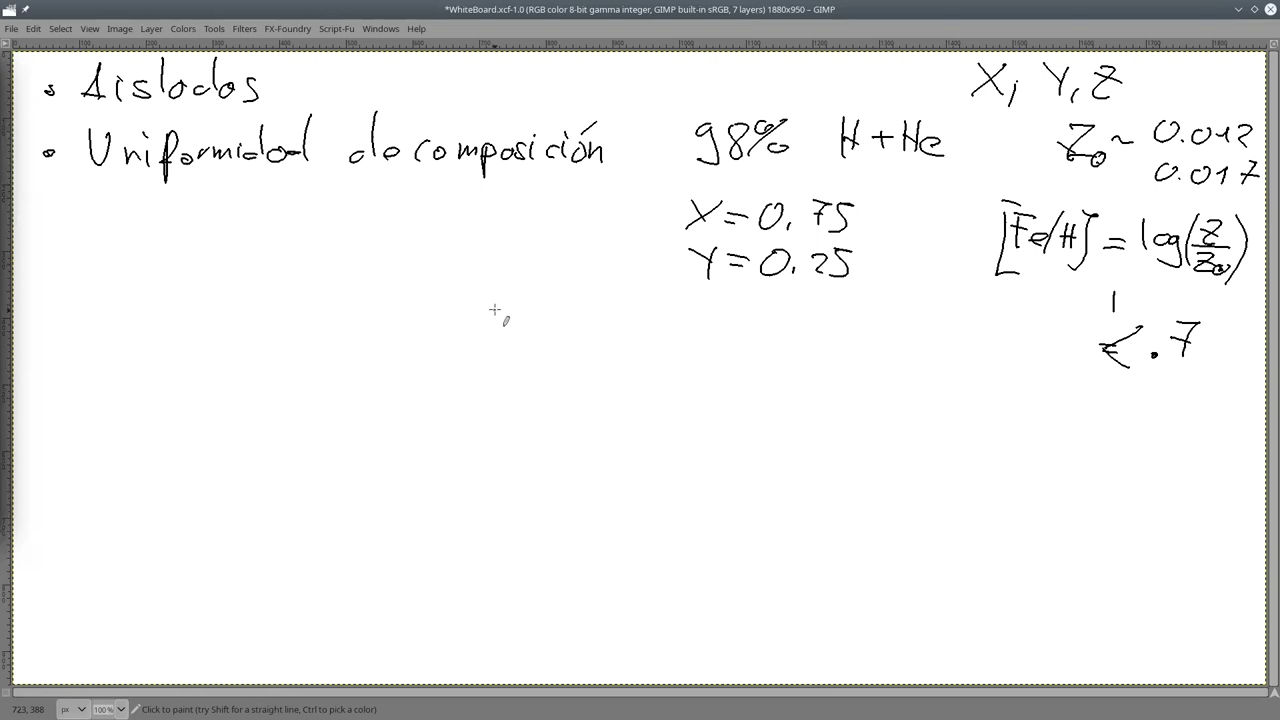 *WhiteBoard.xcf-1.0 (RGB color 8-bit gamma integer, GIMP built-in sRGB, 7 layers) 1880x950 – GIMP
File Edit Select View Image Layer Colors Tools Filters FX-Foundry Script-Fu Windows Help
• Aislados
X, Y, Z
• Uniformidad de composición
98% H + He
Z₀ ~ 0.012
0.017
X = 0.75
Y = 0.25
[Fe/H] = log(Z/Z₀)
< .7
723, 388 px 100 % Click to paint (try Shift for a straight line, Ctrl to pick a color)